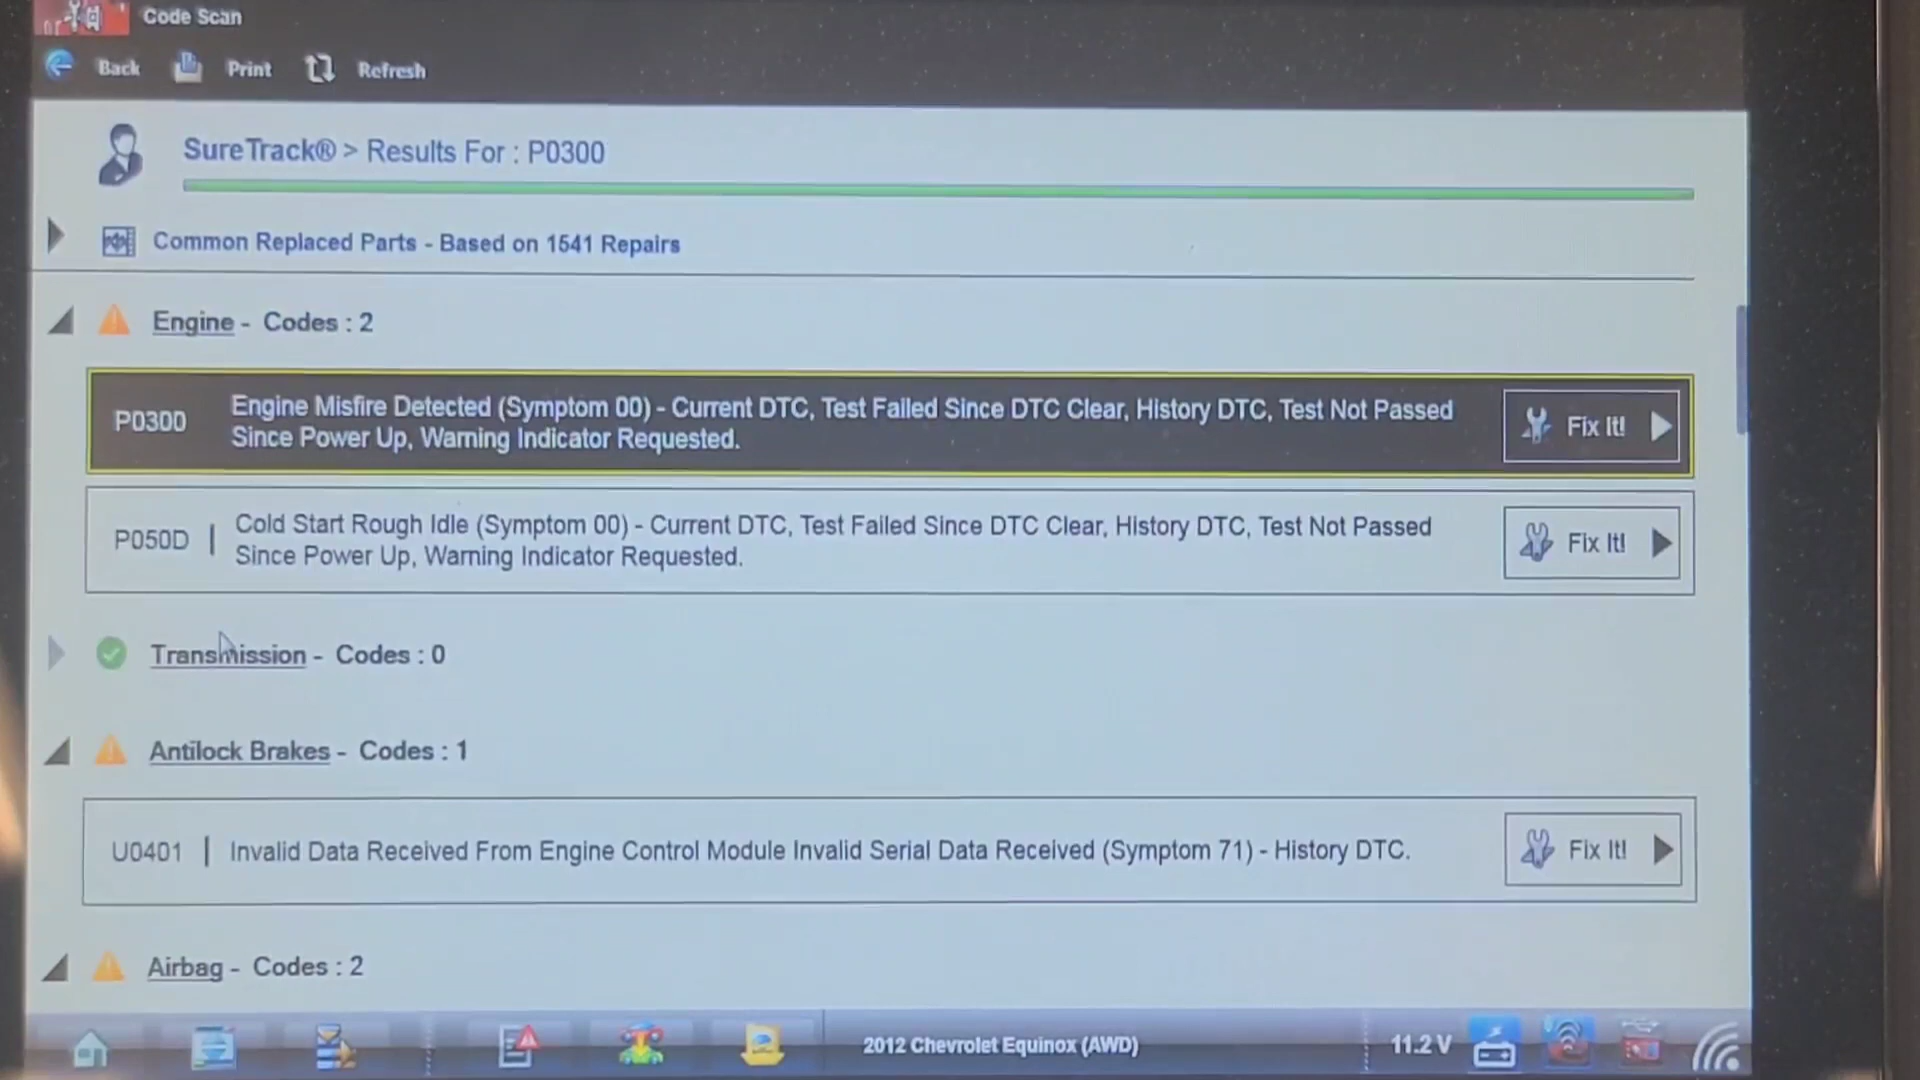 Code Scan
Back Print Refresh
SureTrack® > Results For : P0300
Common Replaced Parts - Based on 1541 Repairs
Engine - Codes : 2
P0300 Engine Misfire Detected (Symptom 00) - Current DTC, Test Failed Since DTC Clear, History DTC, Test Not Passed
Since Power Up, Warning Indicator Requested.
Fix It!
P050D | Cold Start Rough Idle (Symptom 00) - Current DTC, Test Failed Since DTC Clear, History DTC, Test Not Passed
Since Power Up, Warning Indicator Requested.
Fix It!
Transmission - Codes : 0
Antilock Brakes - Codes : 1
U0401 | Invalid Data Received From Engine Control Module Invalid Serial Data Received (Symptom 71) - History DTC.
Fix It!
Airbag - Codes : 2
2012 Chevrolet Equinox (AWD) 11.2 V